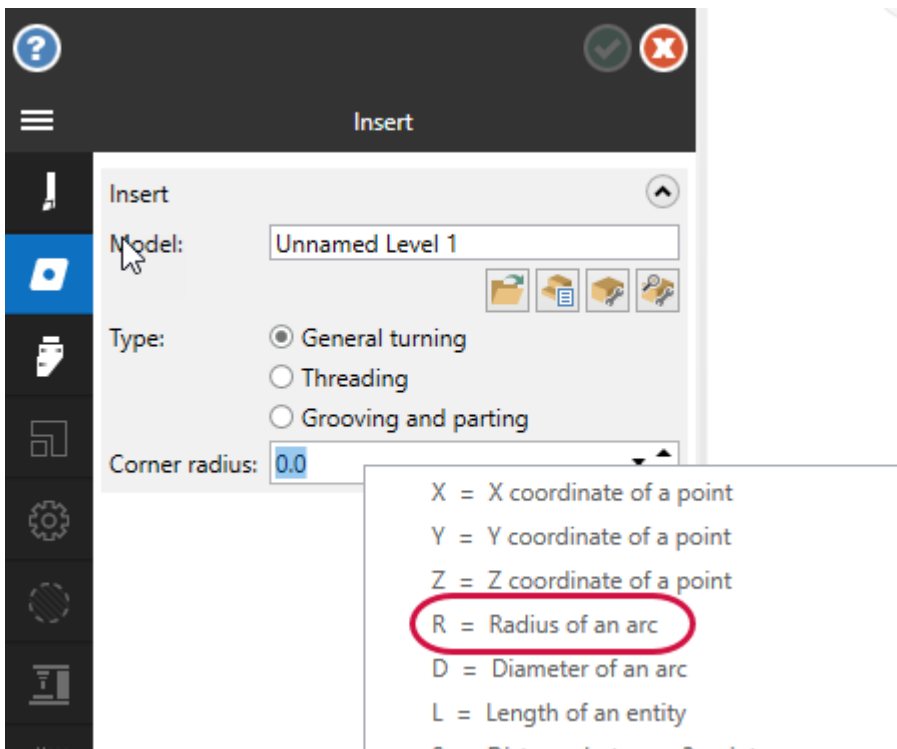 Insert
Insert
Model: Unnamed Level 1
Type: General turning
Threading
Grooving and parting
Corner radius: 0.0
X = X coordinate of a point
Y = Y coordinate of a point
Z = Z coordinate of a point
R = Radius of an arc
D = Diameter of an arc
L = Length of an entity